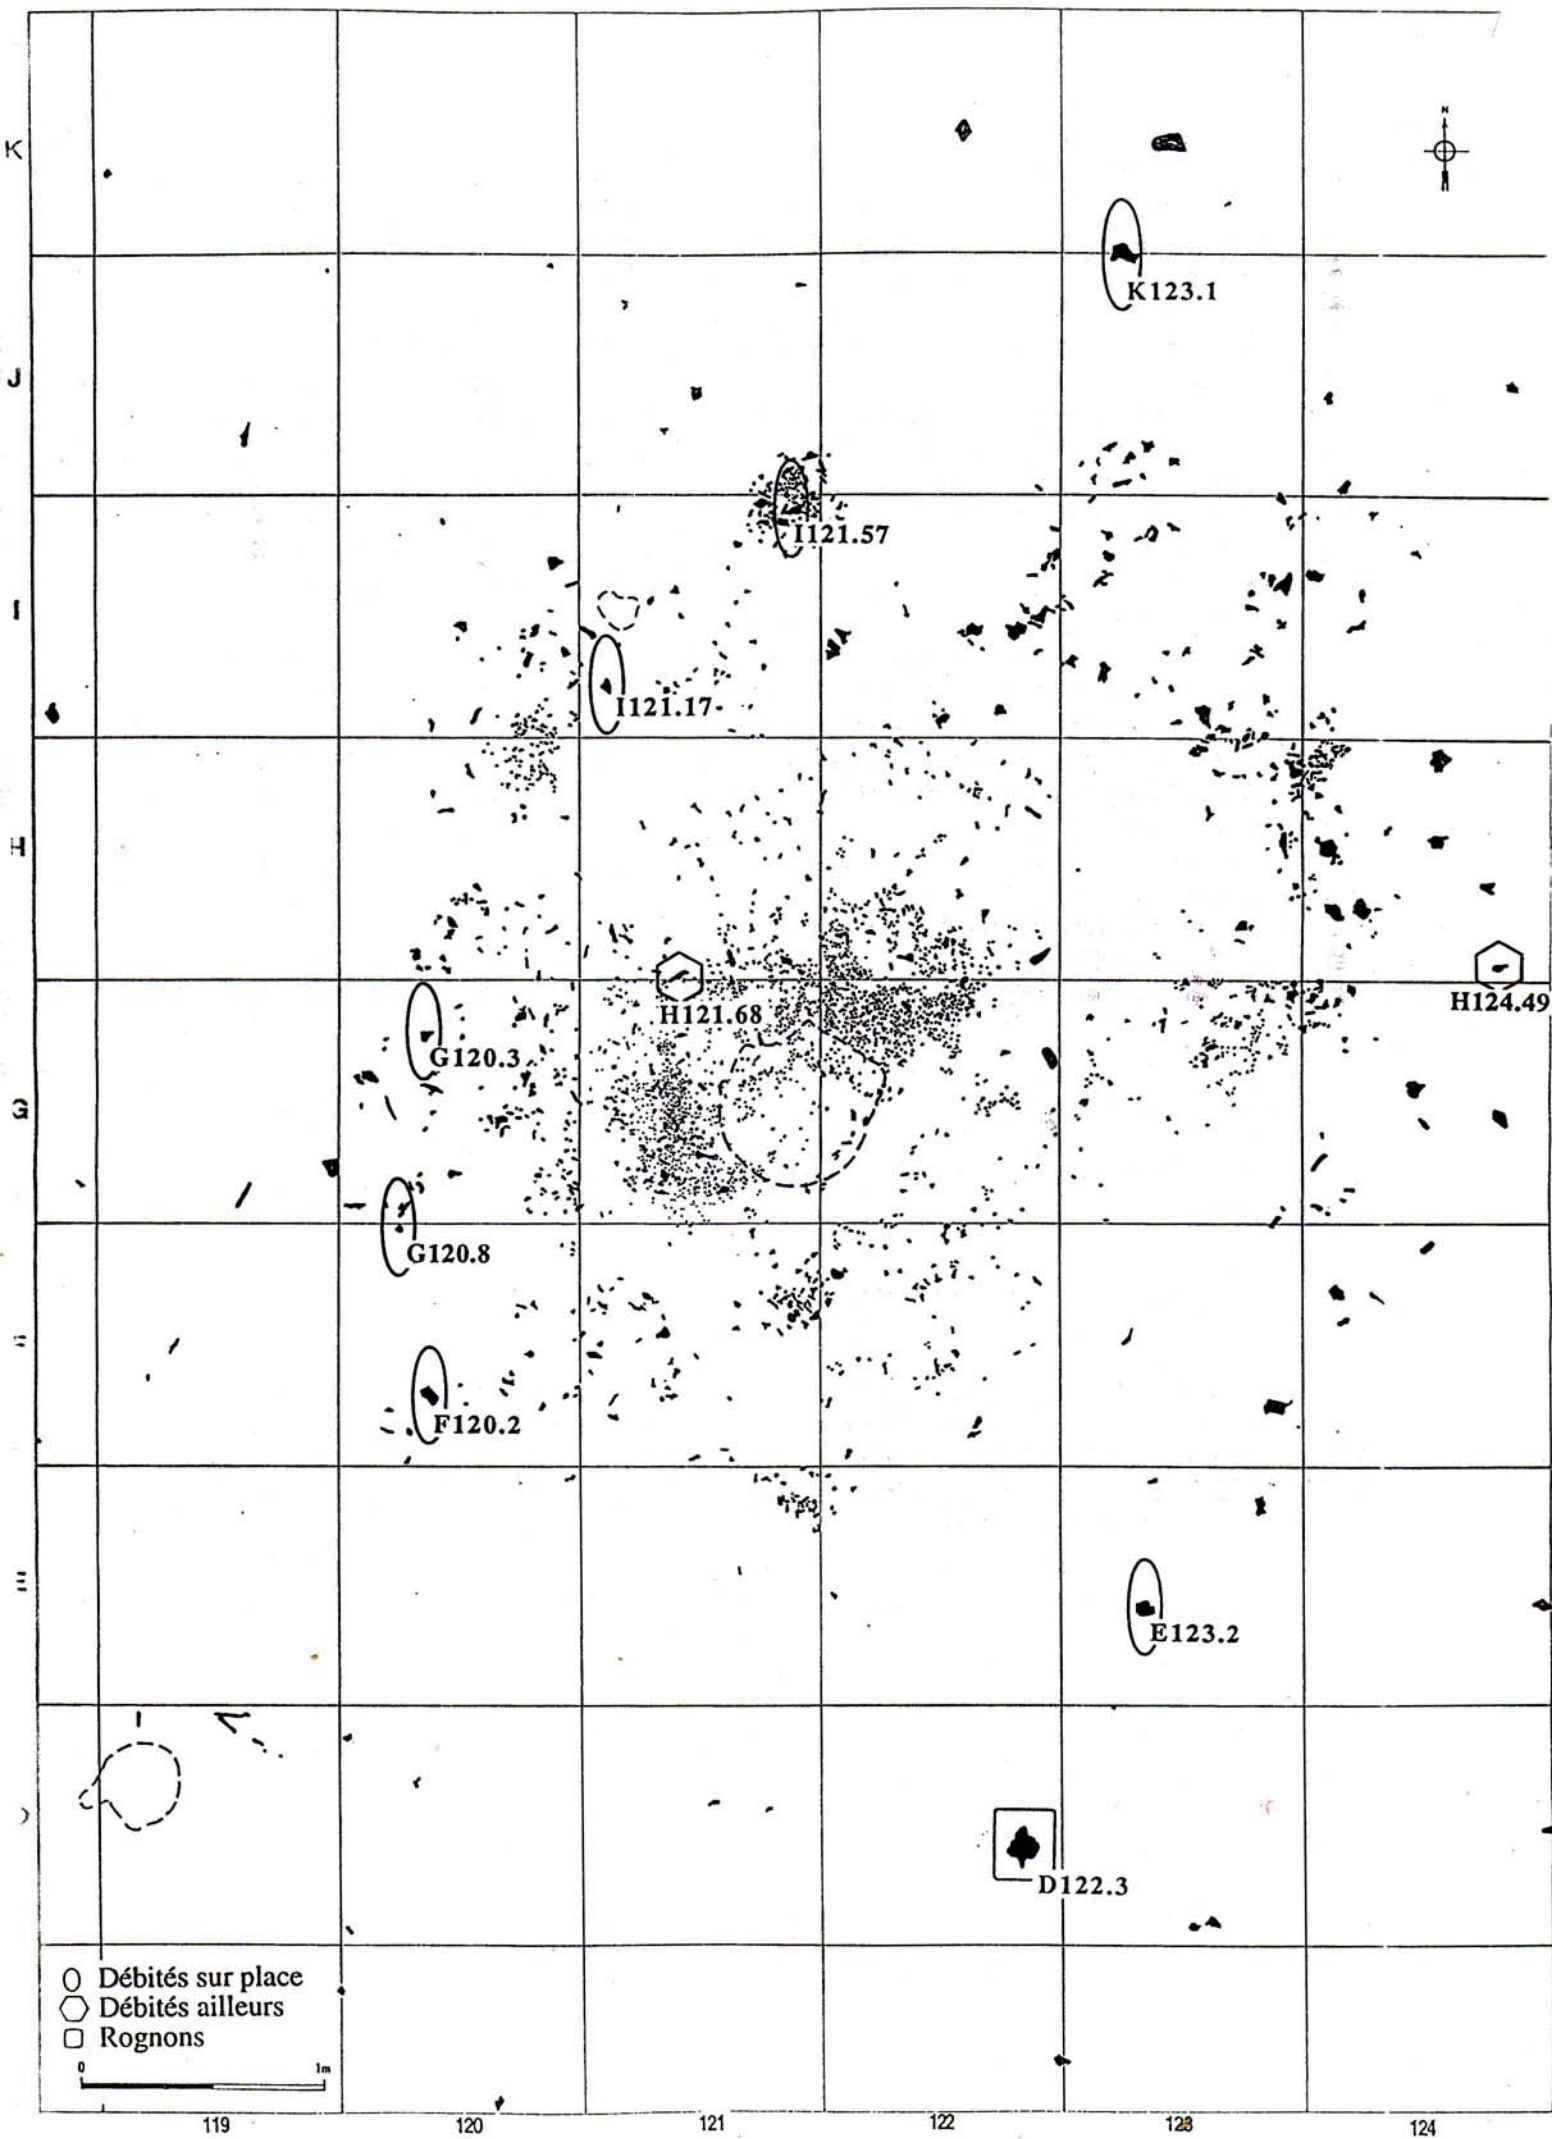 N
K
K123.1
J
I121.57
I
I121.17
H
H121.68
H124.49
G120.3
G
G120.8
F120.2
E123.2
D122.3
Débités sur place
Débités ailleurs
Rognons
0 1m
119 120 121 122 123 124